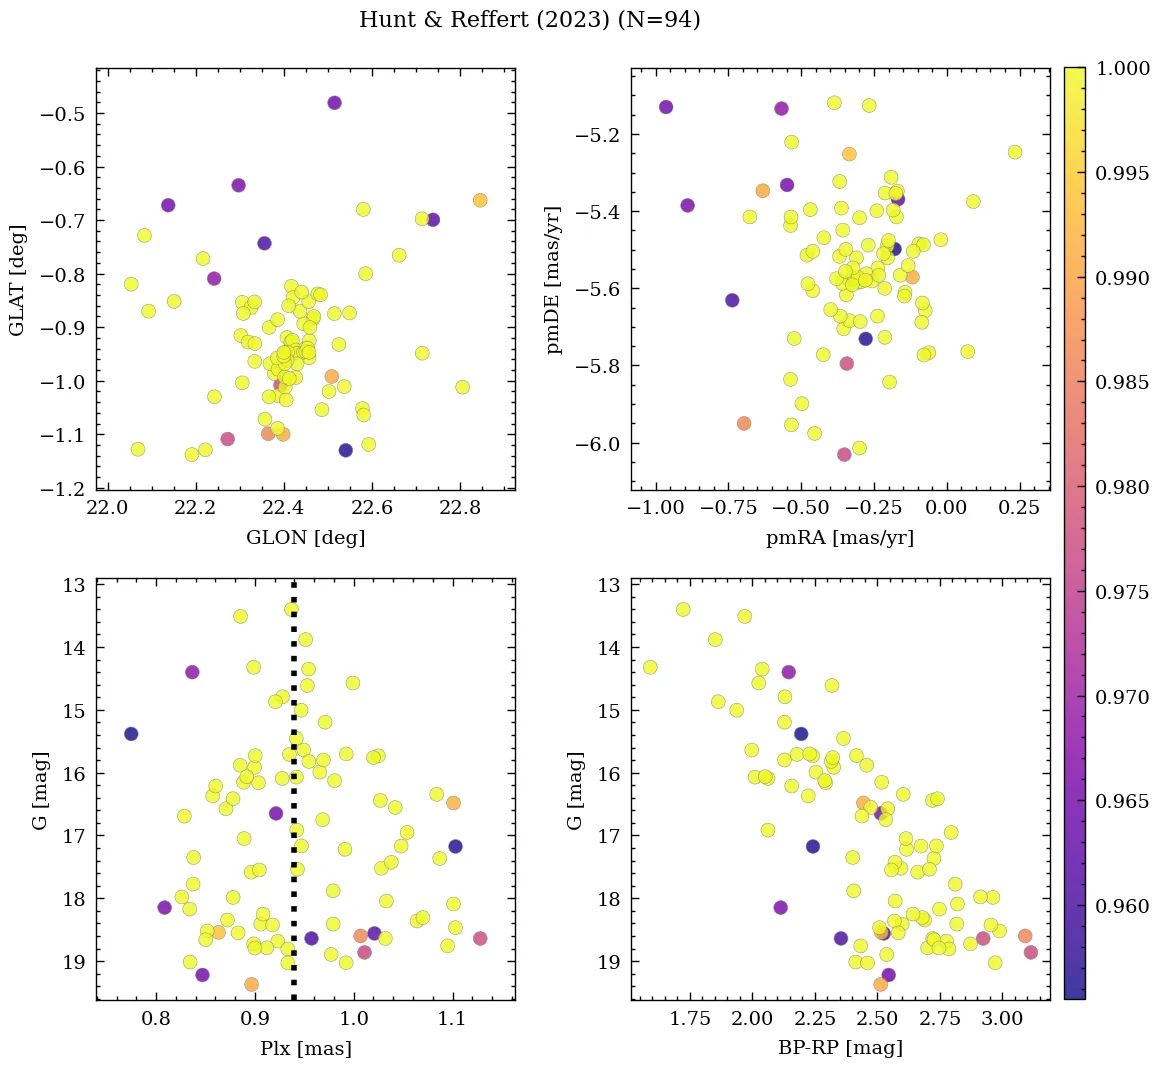 Hunt & Reffert (2023) (N=94)
−0.5
−0.6
−0.7
−0.8
−0.9
−1.0
−1.1
−1.2
GLAT [deg]
22.0 22.2 22.4 22.6 22.8
GLON [deg]
−5.2
−5.4
−5.6
−5.8
−6.0
pmDE [mas/yr]
−1.00 −0.75 −0.50 −0.25 0.00 0.25
pmRA [mas/yr]
1.000
0.995
0.990
0.985
0.980
0.975
0.970
0.965
0.960
13
14
15
16
17
18
19
G [mag]
0.8 0.9 1.0 1.1
Plx [mas]
13
14
15
16
17
18
19
G [mag]
1.75 2.00 2.25 2.50 2.75 3.00
BP-RP [mag]